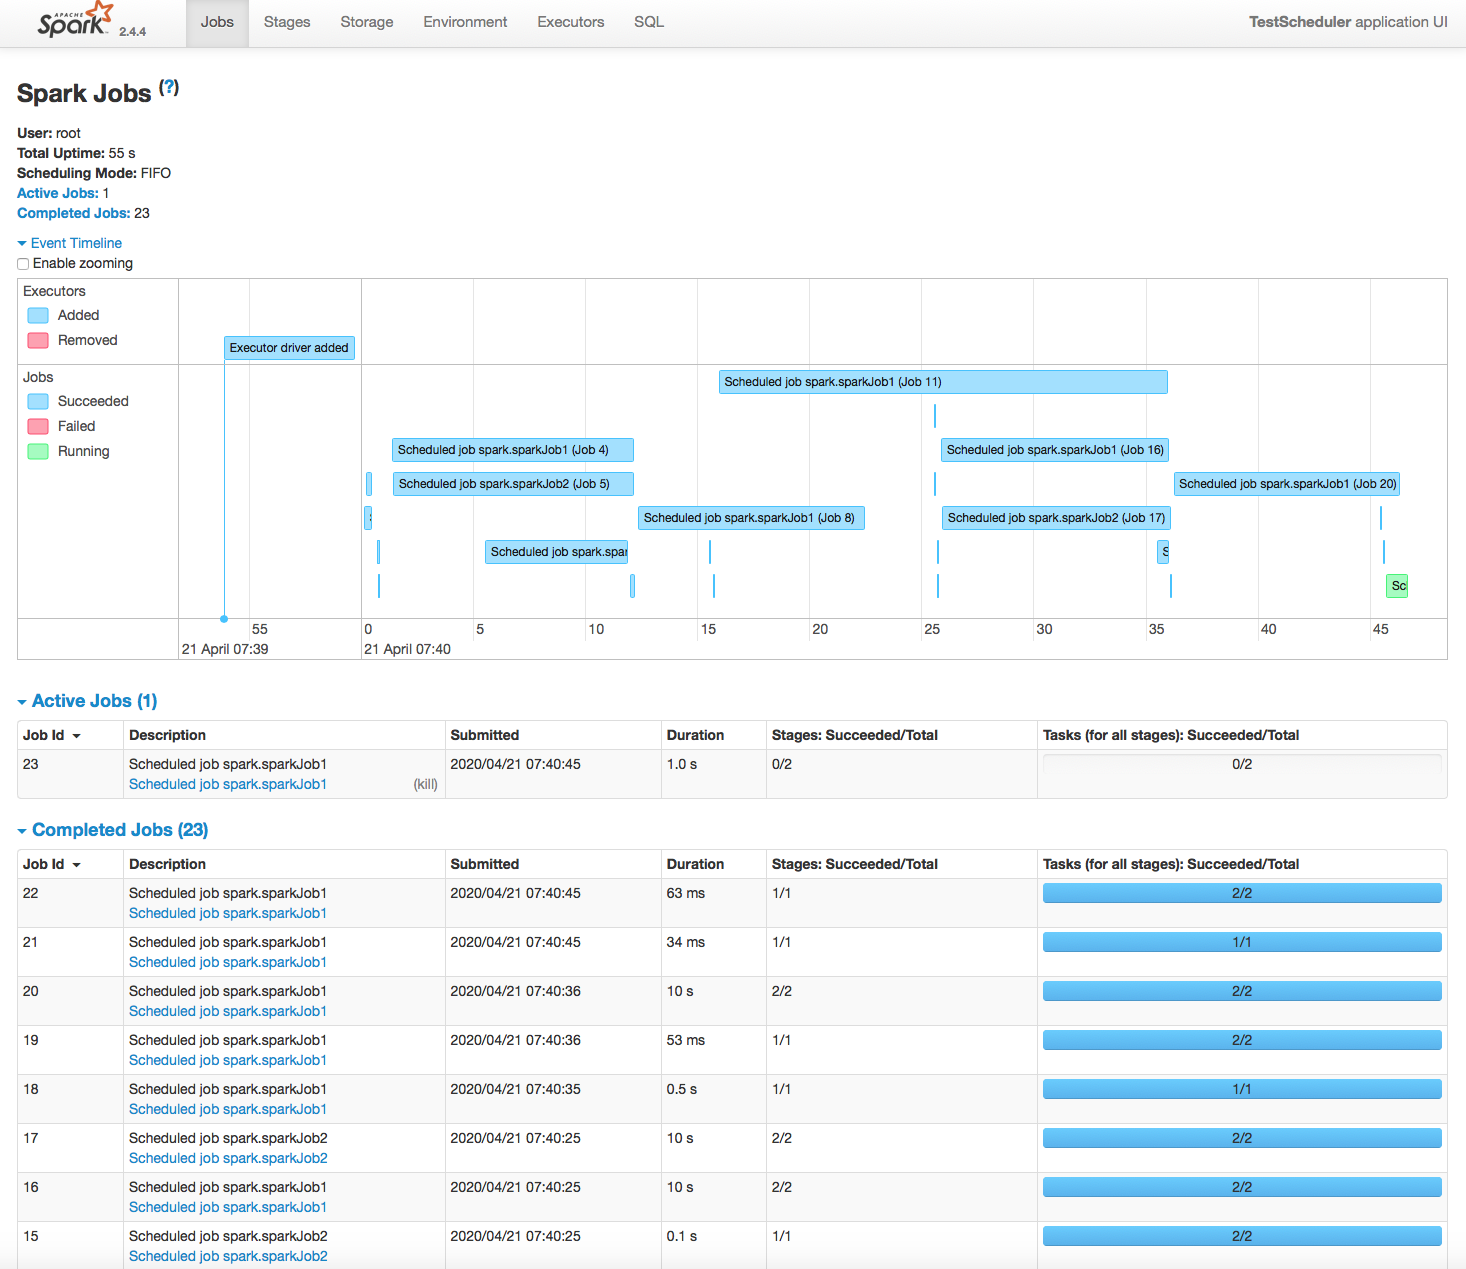 APACHE
Spark 2.4.4 Jobs Stages Storage Environment Executors SQL TestScheduler application UI
Spark Jobs (?)
User: root
Total Uptime: 55 s
Scheduling Mode: FIFO
Active Jobs: 1
Completed Jobs: 23
Event Timeline
Enable zooming
Executors
Added
Removed
Executor driver added
Jobs
Succeeded
Failed
Running
Scheduled job spark.sparkJob1 (Job 11)
Scheduled job spark.sparkJob1 (Job 4)
Scheduled job spark.sparkJob1 (Job 16)
Scheduled job spark.sparkJob2 (Job 5)
Scheduled job spark.sparkJob1 (Job 20)
Scheduled job spark.sparkJob1 (Job 8)
Scheduled job spark.sparkJob2 (Job 17)
Scheduled job spark.spar
S
Sc
55 0 5 10 15 20 25 30 35 40 45
21 April 07:39 21 April 07:40
Active Jobs (1)
Job Id Description Submitted Duration Stages: Succeeded/Total Tasks (for all stages): Succeeded/Total
23 Scheduled job spark.sparkJob1 2020/04/21 07:40:45 1.0 s 0/2 0/2
Scheduled job spark.sparkJob1 (kill)
Completed Jobs (23)
Job Id Description Submitted Duration Stages: Succeeded/Total Tasks (for all stages): Succeeded/Total
22 Scheduled job spark.sparkJob1 2020/04/21 07:40:45 63 ms 1/1 2/2
Scheduled job spark.sparkJob1
21 Scheduled job spark.sparkJob1 2020/04/21 07:40:45 34 ms 1/1 1/1
Scheduled job spark.sparkJob1
20 Scheduled job spark.sparkJob1 2020/04/21 07:40:36 10 s 2/2 2/2
Scheduled job spark.sparkJob1
19 Scheduled job spark.sparkJob1 2020/04/21 07:40:36 53 ms 1/1 2/2
Scheduled job spark.sparkJob1
18 Scheduled job spark.sparkJob1 2020/04/21 07:40:35 0.5 s 1/1 1/1
Scheduled job spark.sparkJob1
17 Scheduled job spark.sparkJob2 2020/04/21 07:40:25 10 s 2/2 2/2
Scheduled job spark.sparkJob2
16 Scheduled job spark.sparkJob1 2020/04/21 07:40:25 10 s 2/2 2/2
Scheduled job spark.sparkJob1
15 Scheduled job spark.sparkJob2 2020/04/21 07:40:25 0.1 s 1/1 2/2
Scheduled job spark.sparkJob2